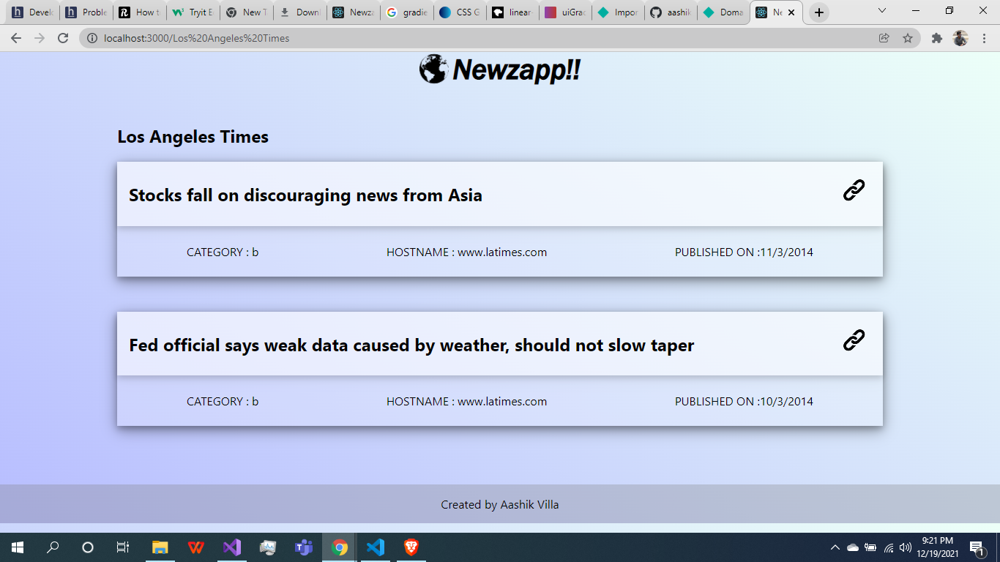 Develo
Proble
How to
Tryit E
New T
Downl
Newza
gradie
CSS G
linear-
uiGrad
Impor
aashik
Doma
Ne
localhost:3000/Los%20Angeles%20Times
Newzapp!!
Los Angeles Times
Stocks fall on discouraging news from Asia
CATEGORY : b HOSTNAME : www.latimes.com PUBLISHED ON :11/3/2014
Fed official says weak data caused by weather, should not slow taper
CATEGORY : b HOSTNAME : www.latimes.com PUBLISHED ON :10/3/2014
Created by Aashik Villa
9:21 PM
12/19/2021
1